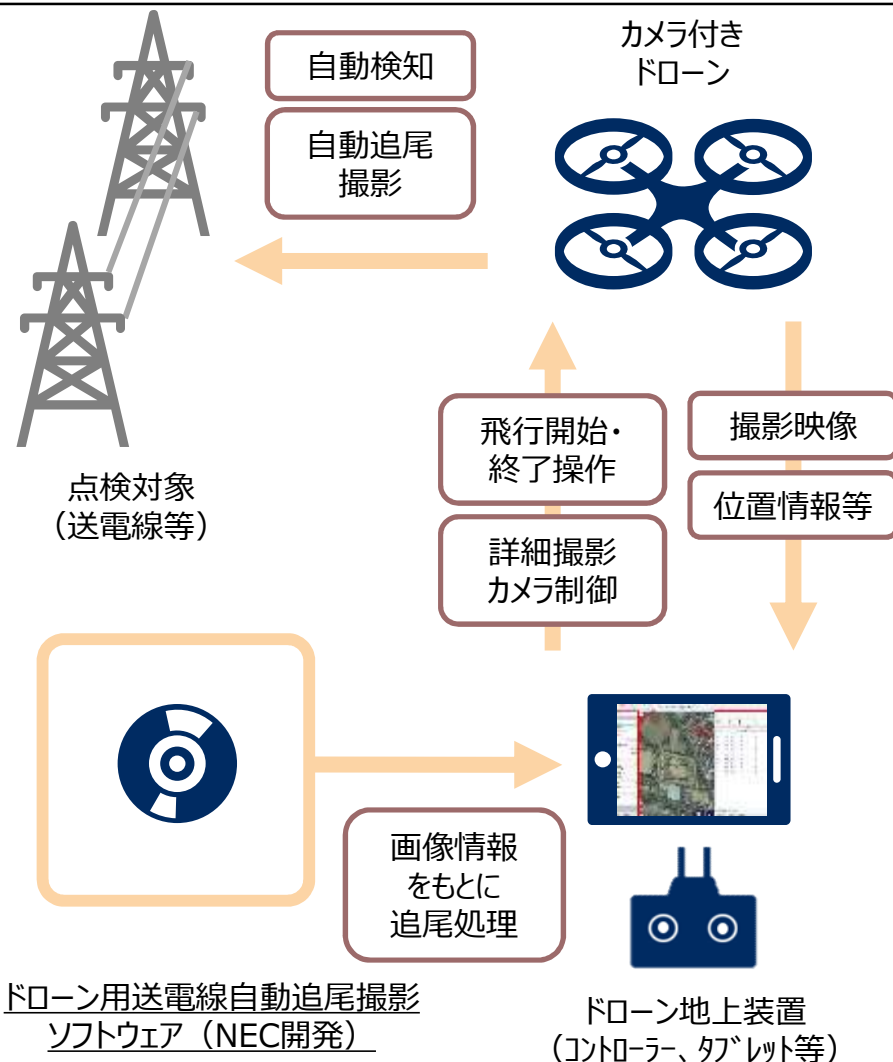 自動検知
カメラ付き
ドローン
自動追尾
撮影
飛行開始・
終了操作
撮影映像
位置情報等
点検対象
（送電線等）
詳細撮影
カメラ制御
画像情報
をもとに
追尾処理
ドローン用送電線自動追尾撮影
ソフトウェア（NEC開発）
ドローン地上装置
（ｺﾝﾄﾛｰﾗｰ、ﾀﾌﾞﾚｯﾄ等）